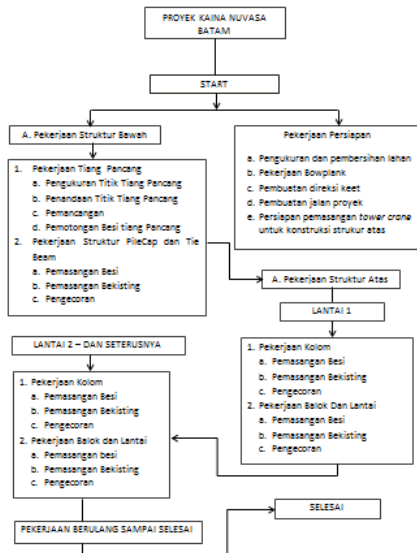 PROYEK KAINA NUVASA
BATAM
START
A. Pekerjaan Struktur Bawah
1. Pekerjaan Tiang Pancang
a. Pengukuran Titik Tiang Pancang
b. Penandaan Titik Tiang Pancang
c. Pemancangan
d. Pemotongan Besi tiang Pancang
2. Pekerjaan Struktur PileCap dan Tie
Beam
a. Pemasangan Besi
b. Pemasangan Bekisting
c. Pengecoran
Pekerjaan Persiapan
a. Pengukuran dan pembersihan lahan
b. Pekerjaan Bowplank
c. Pembuatan direksi keet
d. Pembuatan jalan proyek
e. Persiapan pemasangan tower crane
untuk konstruksi strukur atas
A. Pekerjaan Struktur Atas
LANTAI 1
1. Pekerjaan Kolom
a. Pemasangan Besi
b. Pemasangan Bekisting
c. Pengecoran
2. Pekerjaan Balok Dan Lantai
a. Pemasangan Besi
b. Pemasangan Bekisting
c. Pengecoran
LANTAI 2 – DAN SETERUSNYA
1. Pekerjaan Kolom
a. Pemasangan Besi
b. Pemasangan Bekisting
c. Pengecoran
2. Pekerjaan Balok dan Lantai
a. Pemasangan besi
b. Pemasangan Bekisting
c. Pengecoran
PEKERJAAN BERULANG SAMPAI SELESAI
SELESAI